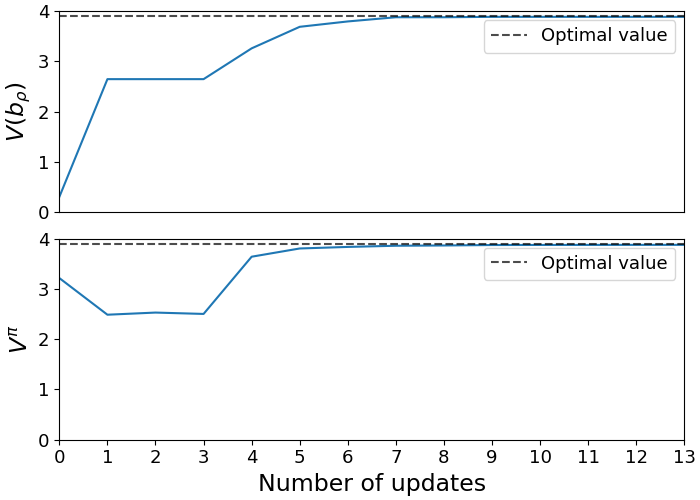 4
3
2
1
0
V(b_ρ)
Optimal value
4
3
2
1
0
V^π
Optimal value
0 1 2 3 4 5 6 7 8 9 10 11 12 13
Number of updates